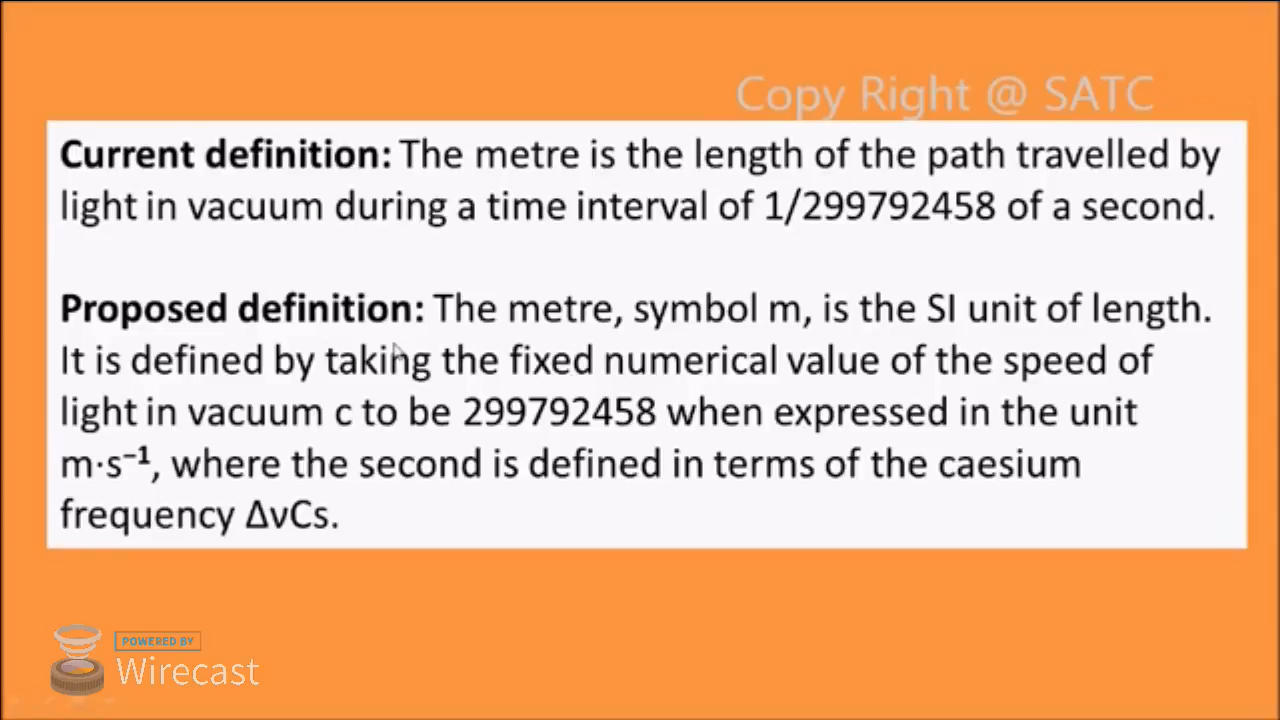 Copy Right @ SATC
Current definition: The metre is the length of the path travelled by
light in vacuum during a time interval of 1/299792458 of a second.
Proposed definition: The metre, symbol m, is the SI unit of length.
It is defined by taking the fixed numerical value of the speed of
light in vacuum c to be 299792458 when expressed in the unit
m·s⁻¹, where the second is defined in terms of the caesium
frequency ΔνCs.
POWERED BY
Wirecast